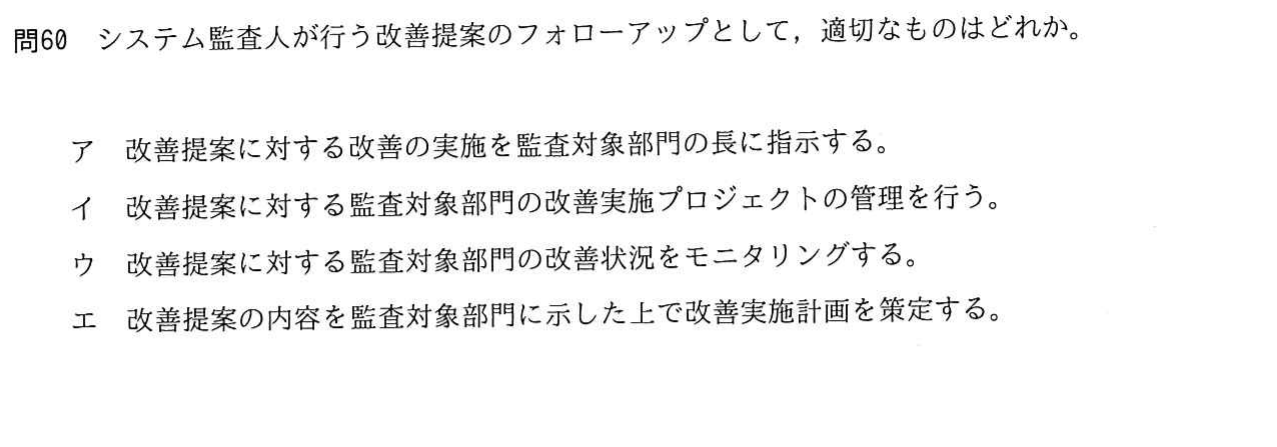 問60 システム監査人が行う改善提案のフォローアップとして，適切なものはどれか。
ア 改善提案に対する改善の実施を監査対象部門の長に指示する。
イ 改善提案に対する監査対象部門の改善実施プロジェクトの管理を行う。
ウ 改善提案に対する監査対象部門の改善状況をモニタリングする。
エ 改善提案の内容を監査対象部門に示した上で改善実施計画を策定する。